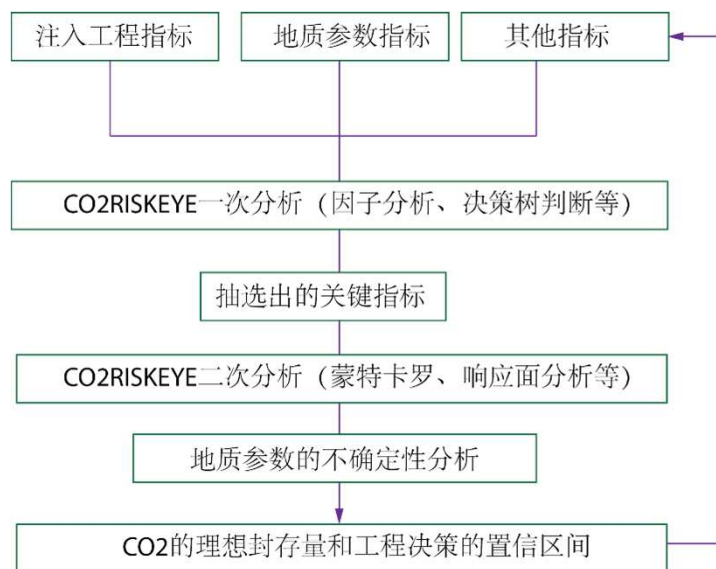 注入工程指标
地质参数指标
其他指标
CO2RISKEYE一次分析（因子分析、决策树判断等）
抽选出的关键指标
CO2RISKEYE二次分析（蒙特卡罗、响应面分析等）
地质参数的不确定性分析
CO2的理想封存量和工程决策的置信区间